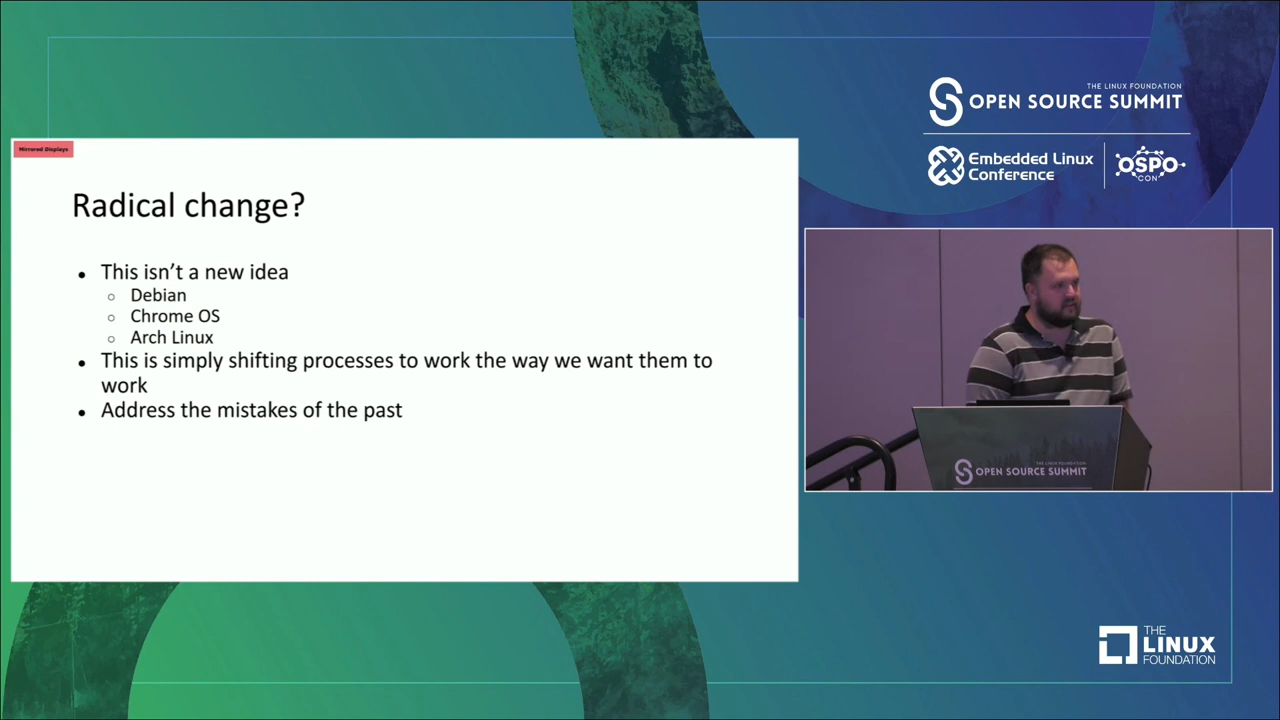 THE LINUX FOUNDATION
OPEN SOURCE SUMMIT
Embedded Linux
Conference
OSPO
CON
Mirrored Displays
Radical change?
• This isn’t a new idea
○ Debian
○ Chrome OS
○ Arch Linux
• This is simply shifting processes to work the way we want them to
work
• Address the mistakes of the past
THE LINUX FOUNDATION
OPEN SOURCE SUMMIT
THE
LINUX
FOUNDATION